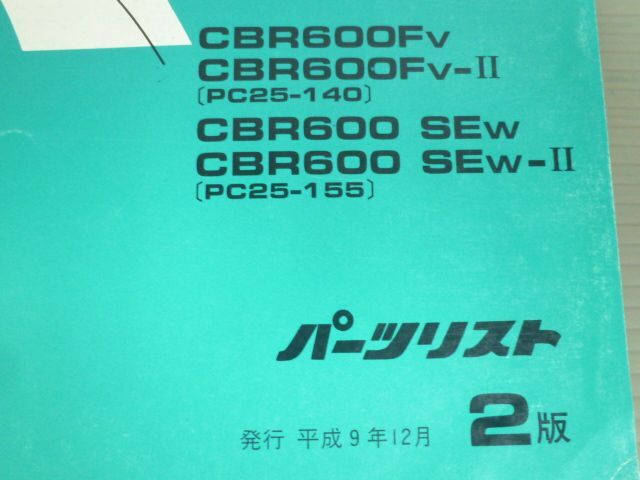 CBR600FV
CBR600FV-II
〔PC25-140〕
CBR600 SEW
CBR600 SEW-II
〔PC25-155〕
パーツリスト
発行 平成9年12月 2版